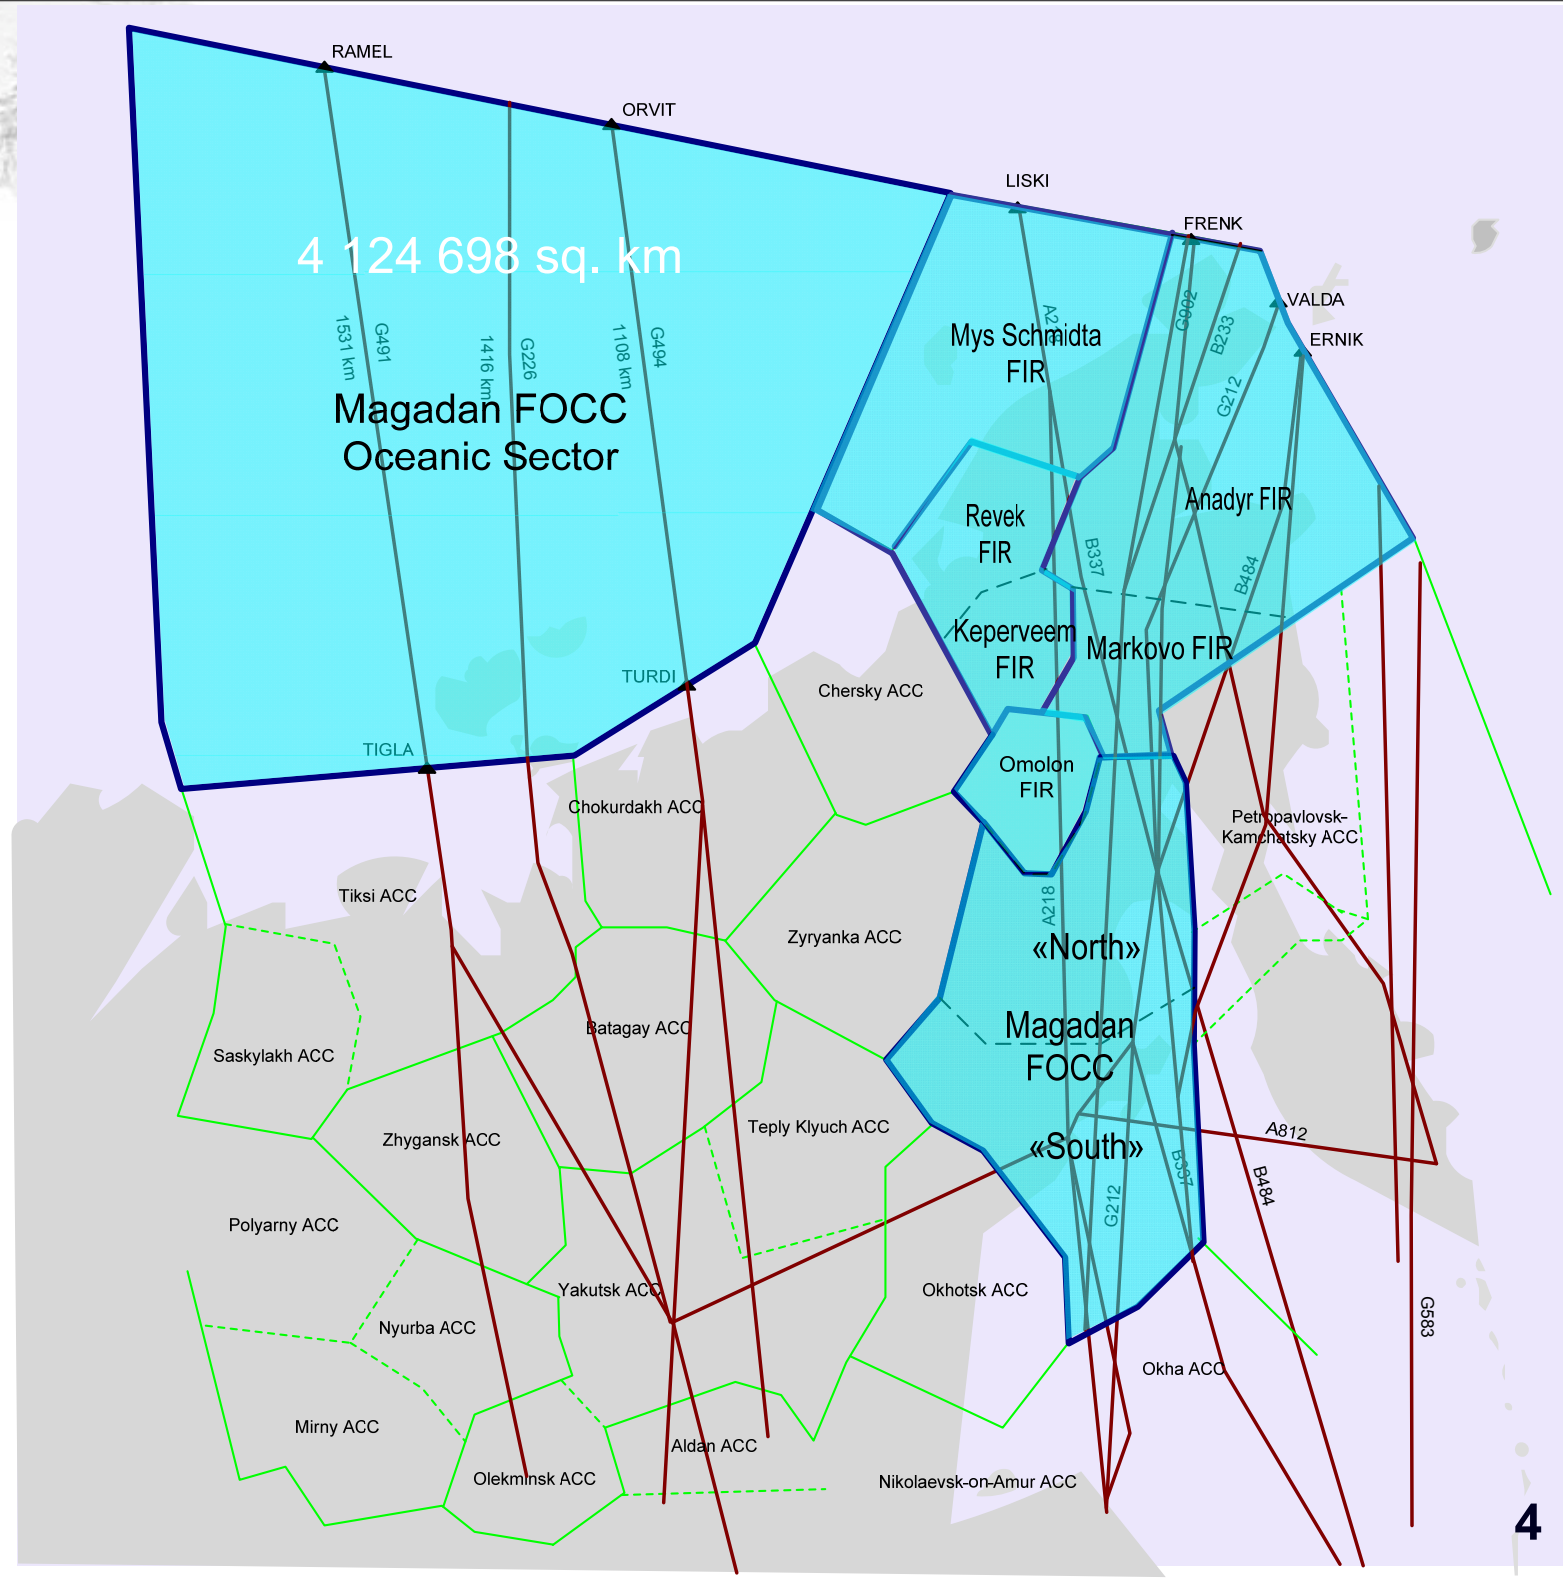 RAMEL
ORVIT
LISKI
FRENK
VALDA
ERNIK
4 124 698 sq. km
G491
1531 km
G226
1416 km
G494
1108 km
A218
G902
B233
G212
Mys Schmidta
FIR
Magadan FOCC
Oceanic Sector
Revek
FIR
Anadyr FIR
B337
B484
Keperveem
FIR
Markovo FIR
TURDI
TIGLA
Chersky ACC
Omolon
FIR
Chokurdakh ACC
Petropavlovsk-
Kamchatsky ACC
Tiksi ACC
A218
Zyryanka ACC
«North»
Batagay ACC
Magadan
FOCC
Saskylakh ACC
Zhygansk ACC
Teply Klyuch ACC
A812
«South»
B337
B484
G212
Polyarny ACC
Yakutsk ACC
Okhotsk ACC
G583
Nyurba ACC
Okha ACC
Mirny ACC
Aldan ACC
Olekminsk ACC
Nikolaevsk-on-Amur ACC
4